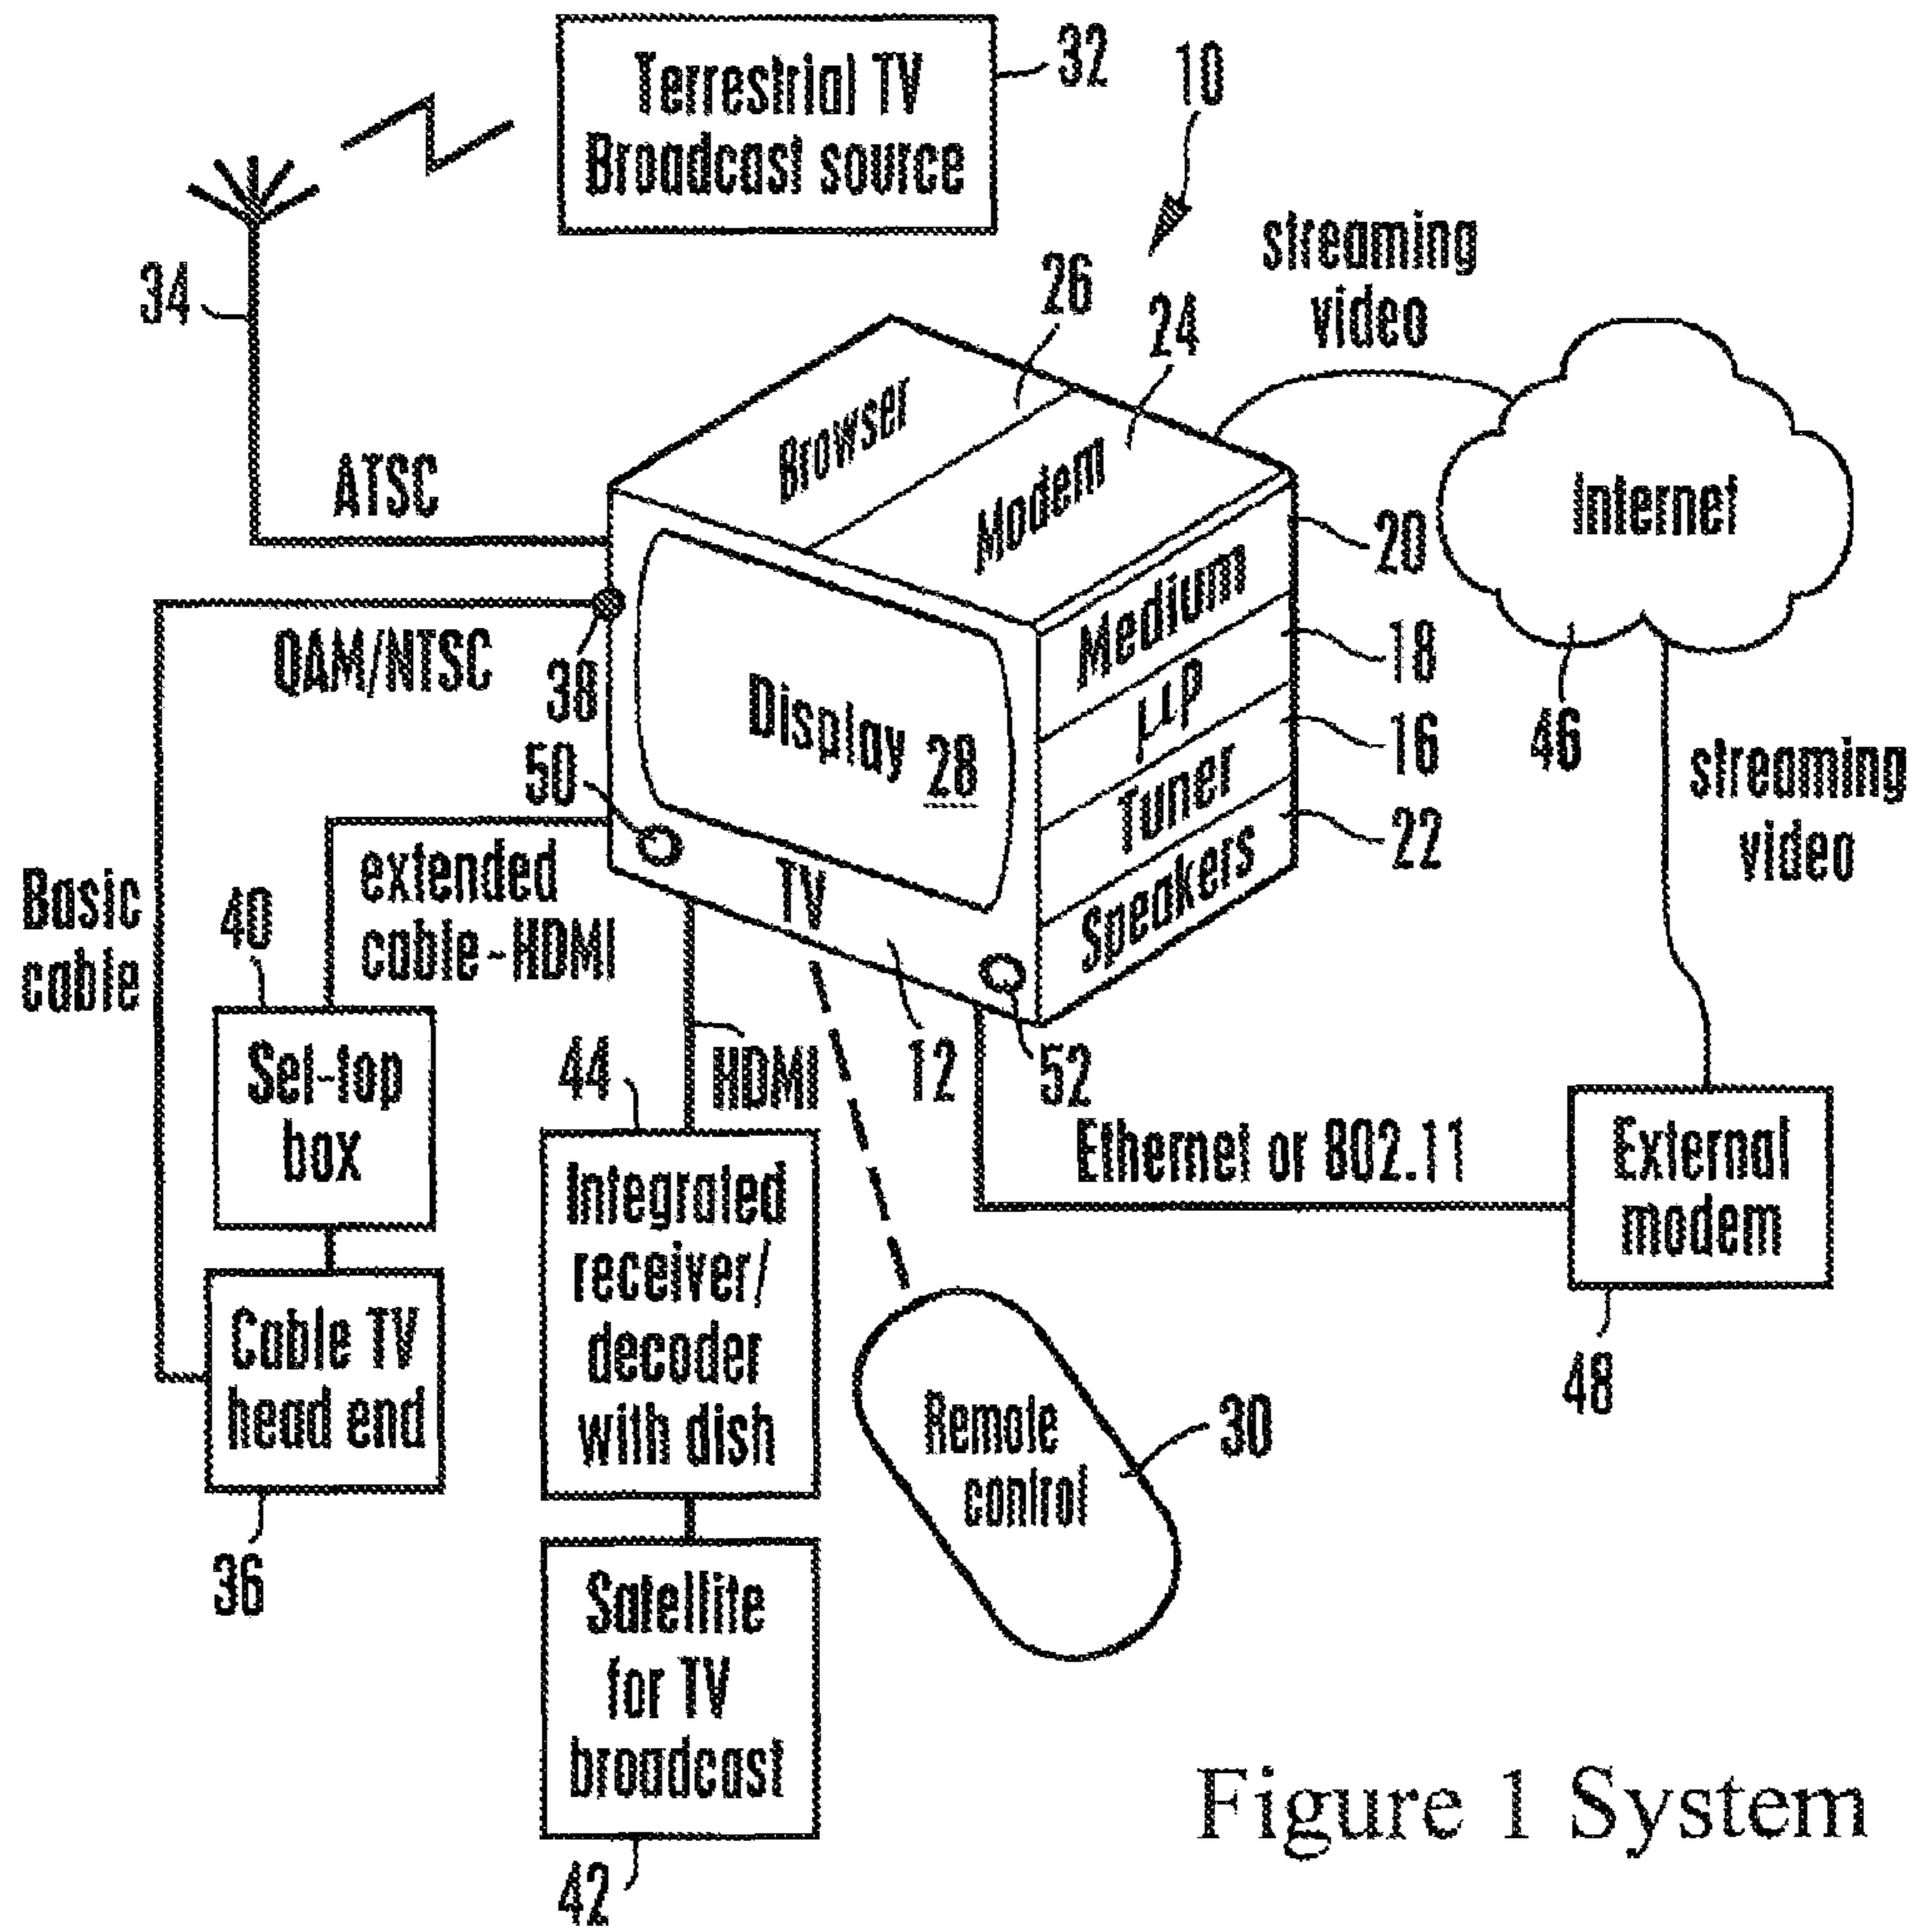 Terrestrial TV
Broadcast source
32
10
34
ATSC
streaming
video
26
24
Browser
Modem
Internet
46
QAM/NTSC
38
Display 28
50
Medium
20
µP
18
Tuner
16
Speakers
22
TV
12
52
streaming
video
Basic
cable
extended
cable-HDMI
40
Set-top
box
HDMI
44
Integrated
receiver/
decoder
with dish
Ethernet or 802.11
External
modem
48
Cable TV
head end
36
Remote
control
30
Satellite
for TV
broadcast
42
Figure 1 System